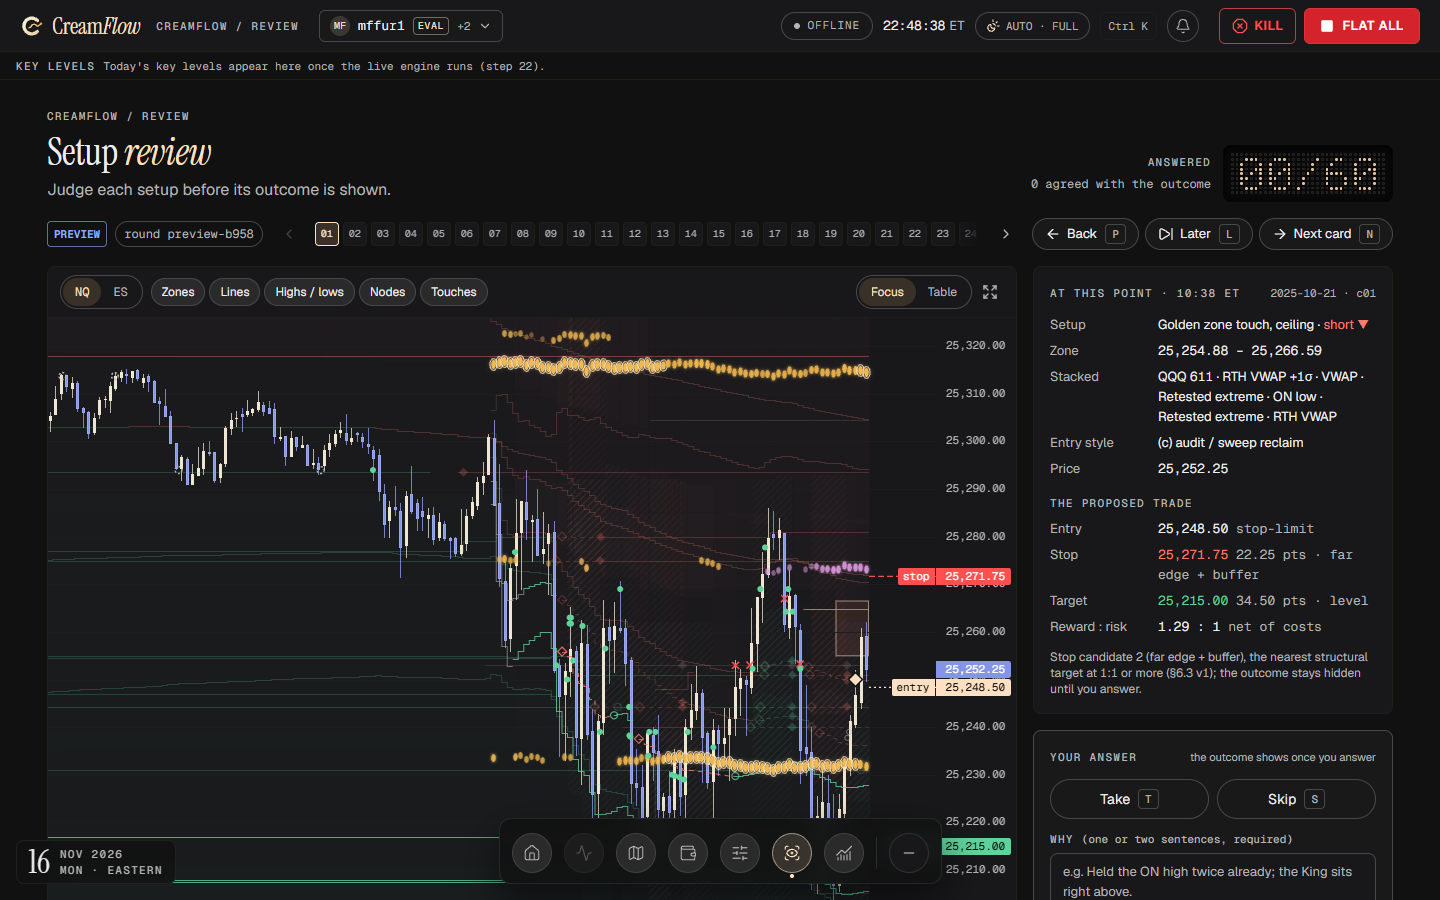 CreamFlow CREAMFLOW / REVIEW MF mffur1 EVAL +2 OFFLINE 22:48:38 ET AUTO · FULL Ctrl K KILL FLAT ALL
KEY LEVELS Today's key levels appear here once the live engine runs (step 22).
CREAMFLOW / REVIEW
Setup review
Judge each setup before its outcome is shown.
ANSWERED
0 agreed with the outcome
00/60
PREVIEW round preview-b958 01 02 03 04 05 06 07 08 09 10 11 12 13 14 15 16 17 18 19 20 21 22 23 24
Back P Later L Next card N
NQ ES Zones Lines Highs / lows Nodes Touches Focus Table
25,320.00
25,310.00
25,300.00
25,290.00
25,280.00
stop 25,271.75
25,260.00
25,252.25
entry 25,248.50
25,240.00
25,230.00
25,220.00
25,215.00
25,210.00
AT THIS POINT · 10:38 ET 2025-10-21 · c01
Setup Golden zone touch, ceiling · short ▼
Zone 25,254.88 – 25,266.59
Stacked QQQ 611 · RTH VWAP +1σ · VWAP ·
Retested extreme · ON low ·
Retested extreme · RTH VWAP
Entry style (c) audit / sweep reclaim
Price 25,252.25
THE PROPOSED TRADE
Entry 25,248.50 stop-limit
Stop 25,271.75 22.25 pts · far
edge + buffer
Target 25,215.00 34.50 pts · level
Reward : risk 1.29 : 1 net of costs
Stop candidate 2 (far edge + buffer), the nearest structural
target at 1:1 or more (§6.3 v1); the outcome stays hidden
until you answer.
YOUR ANSWER the outcome shows once you answer
Take T Skip S
WHY (one or two sentences, required)
e.g. Held the ON high twice already; the King sits
right above.
16 NOV 2026
MON · EASTERN